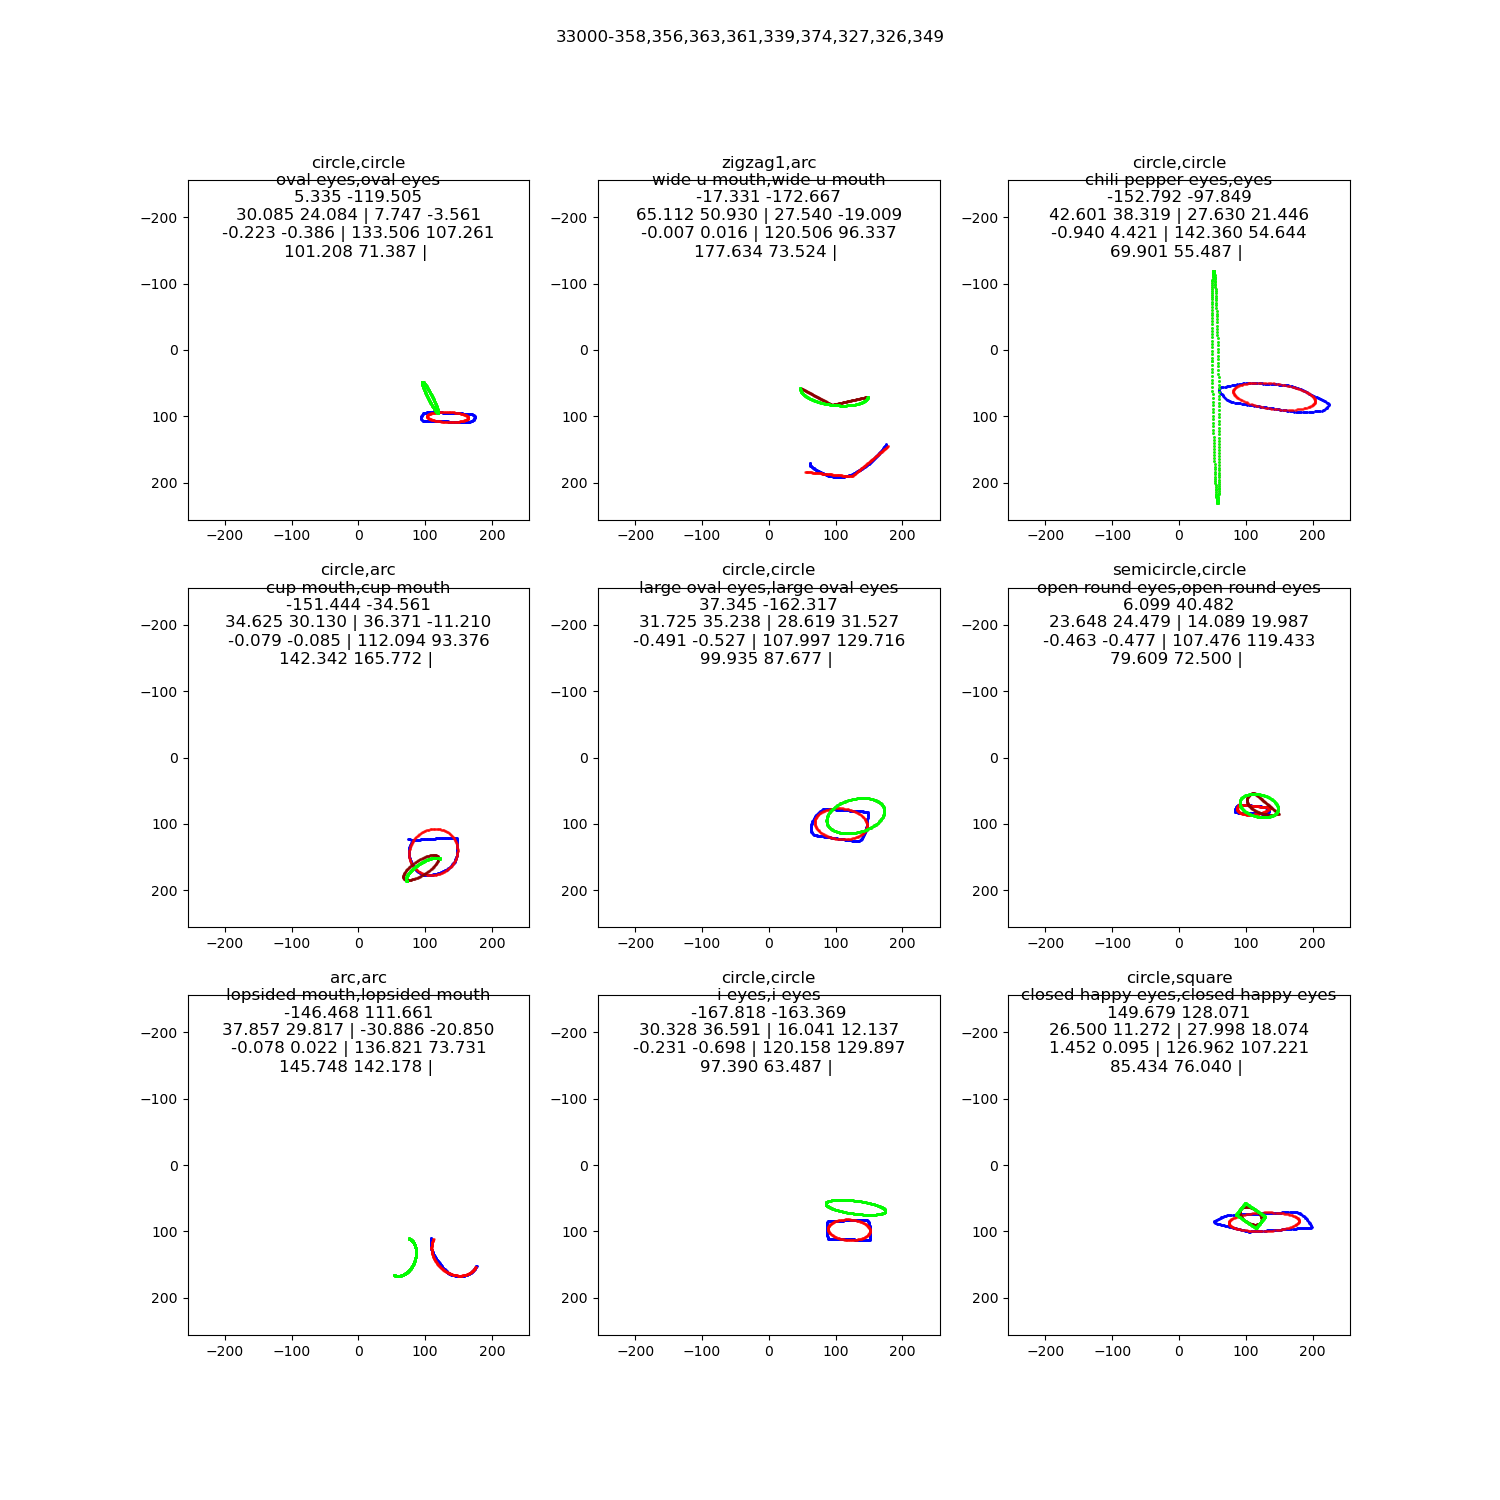 33000-358,356,363,361,339,374,327,326,349
circle,circle
oval eyes,oval eyes
5.335 -119.505
30.085 24.084 | 7.747 -3.561
-0.223 -0.386 | 133.506 107.261
101.208 71.387 |
−200
−100
0
100
200
−200 −100 0 100 200
zigzag1,arc
wide u mouth,wide u mouth
-17.331 -172.667
65.112 50.930 | 27.540 -19.009
-0.007 0.016 | 120.506 96.337
177.634 73.524 |
−200
−100
0
100
200
−200 −100 0 100 200
circle,circle
chili pepper eyes,eyes
-152.792 -97.849
42.601 38.319 | 27.630 21.446
-0.940 4.421 | 142.360 54.644
69.901 55.487 |
−200
−100
0
100
200
−200 −100 0 100 200
circle,arc
cup mouth,cup mouth
-151.444 -34.561
34.625 30.130 | 36.371 -11.210
-0.079 -0.085 | 112.094 93.376
142.342 165.772 |
−200
−100
0
100
200
−200 −100 0 100 200
circle,circle
large oval eyes,large oval eyes
37.345 -162.317
31.725 35.238 | 28.619 31.527
-0.491 -0.527 | 107.997 129.716
99.935 87.677 |
−200
−100
0
100
200
−200 −100 0 100 200
semicircle,circle
open round eyes,open round eyes
6.099 40.482
23.648 24.479 | 14.089 19.987
-0.463 -0.477 | 107.476 119.433
79.609 72.500 |
−200
−100
0
100
200
−200 −100 0 100 200
arc,arc
lopsided mouth,lopsided mouth
-146.468 111.661
37.857 29.817 | -30.886 -20.850
-0.078 0.022 | 136.821 73.731
145.748 142.178 |
−200
−100
0
100
200
−200 −100 0 100 200
circle,circle
i eyes,i eyes
-167.818 -163.369
30.328 36.591 | 16.041 12.137
-0.231 -0.698 | 120.158 129.897
97.390 63.487 |
−200
−100
0
100
200
−200 −100 0 100 200
circle,square
closed happy eyes,closed happy eyes
149.679 128.071
26.500 11.272 | 27.998 18.074
1.452 0.095 | 126.962 107.221
85.434 76.040 |
−200
−100
0
100
200
−200 −100 0 100 200